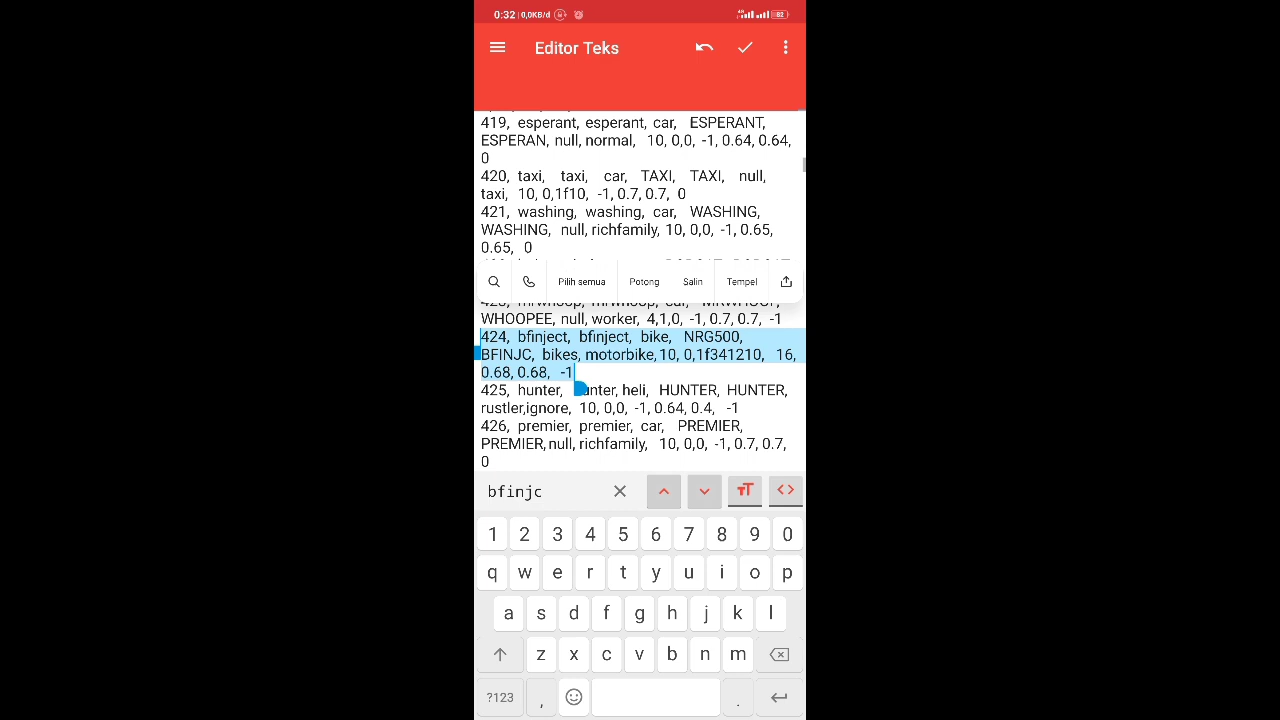 0:32 | 0,0KB/d 82
Editor Teks
419, esperant, esperant, car, ESPERANT,
ESPERAN, null, normal, 10, 0,0, -1, 0.64, 0.64,
0
420, taxi, taxi, car, TAXI, TAXI, null,
taxi, 10, 0,1f10, -1, 0.7, 0.7, 0
421, washing, washing, car, WASHING,
WASHING, null, richfamily, 10, 0,0, -1, 0.65,
0.65, 0
Pilih semua Potong Salin Tempel
WHOOPEE, null, worker, 4,1,0, -1, 0.7, 0.7, -1
424, bfinject, bfinject, bike, NRG500,
BFINJC, bikes, motorbike, 10, 0,1f341210, 16,
0.68, 0.68, -1
425, hunter, unter, heli, HUNTER, HUNTER,
rustler,ignore, 10, 0,0, -1, 0.64, 0.4, -1
426, premier, premier, car, PREMIER,
PREMIER, null, richfamily, 10, 0,0, -1, 0.7, 0.7,
0
bfinjc TT <>
1 2 3 4 5 6 7 8 9 0
q w e r t y u i o p
a s d f g h j k l
z x c v b n m
?123 , .